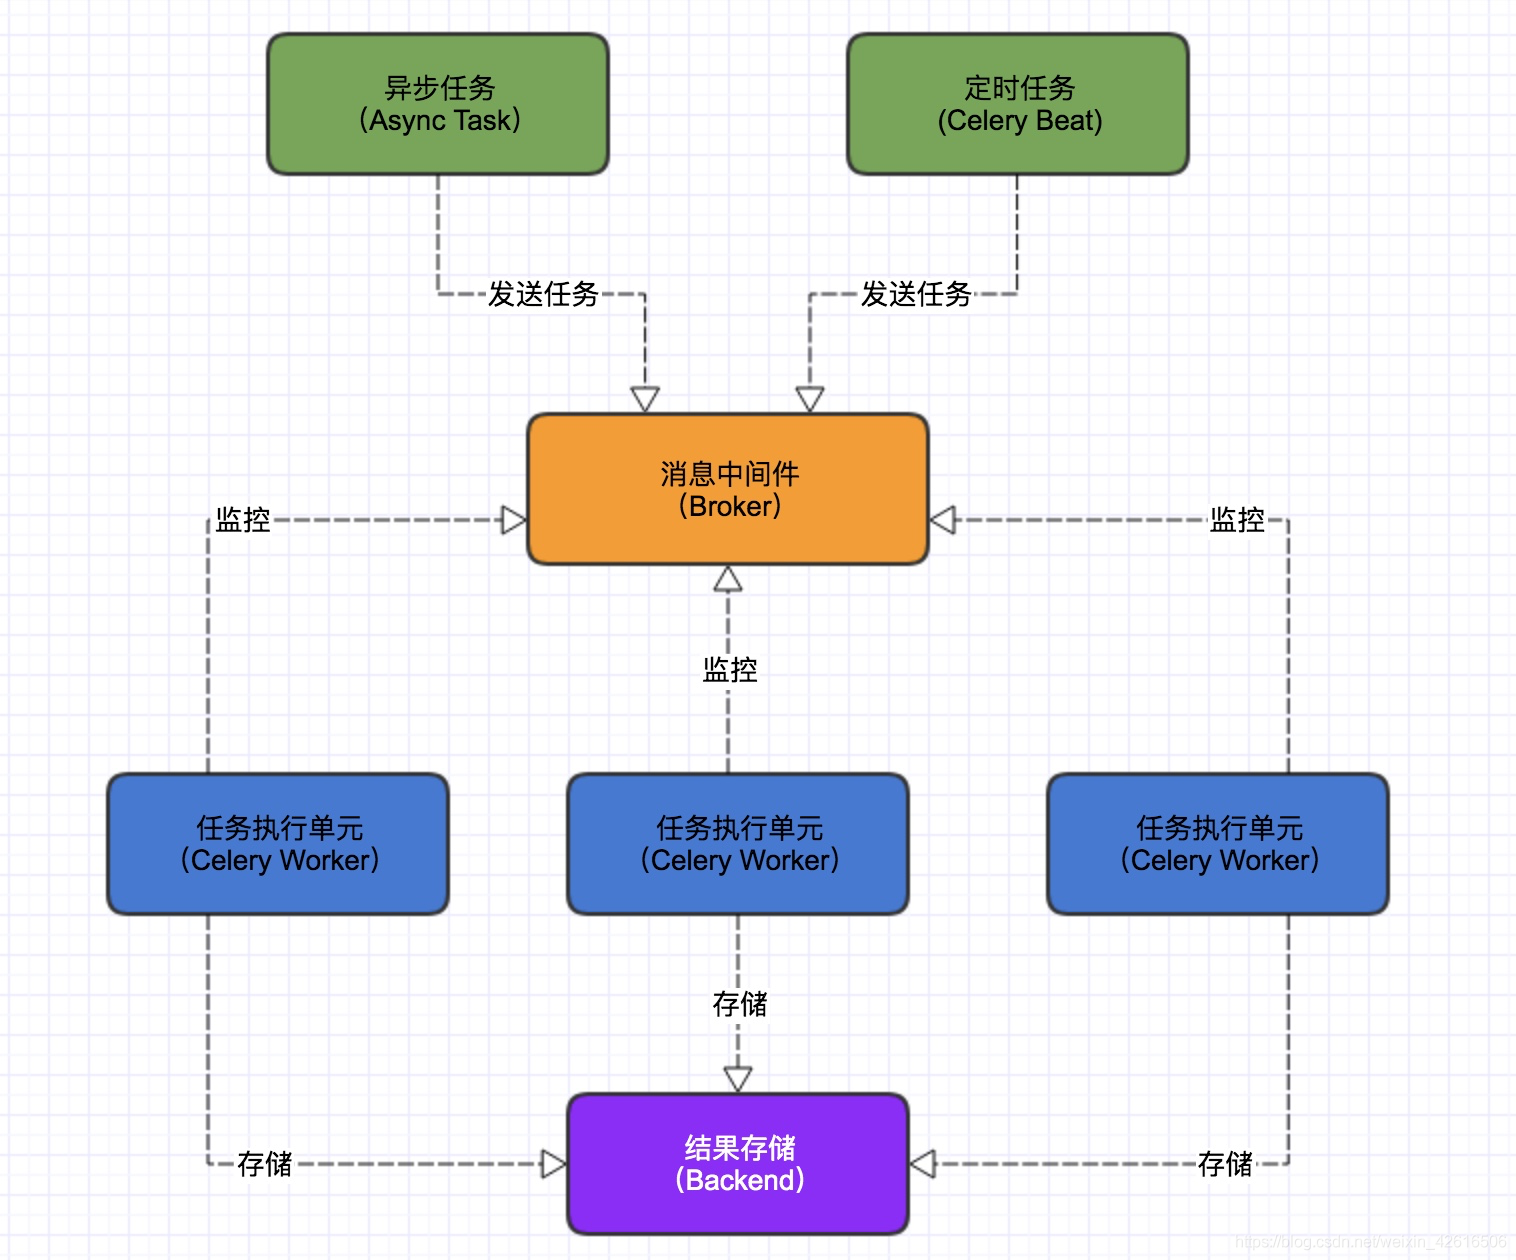 异步任务
（Async Task）
定时任务
(Celery Beat)
发送任务
发送任务
消息中间件
（Broker）
监控
监控
监控
任务执行单元
（Celery Worker）
任务执行单元
（Celery Worker）
任务执行单元
（Celery Worker）
存储
存储
存储
结果存储
（Backend）
https://blog.csdn.net/weixin_42616506